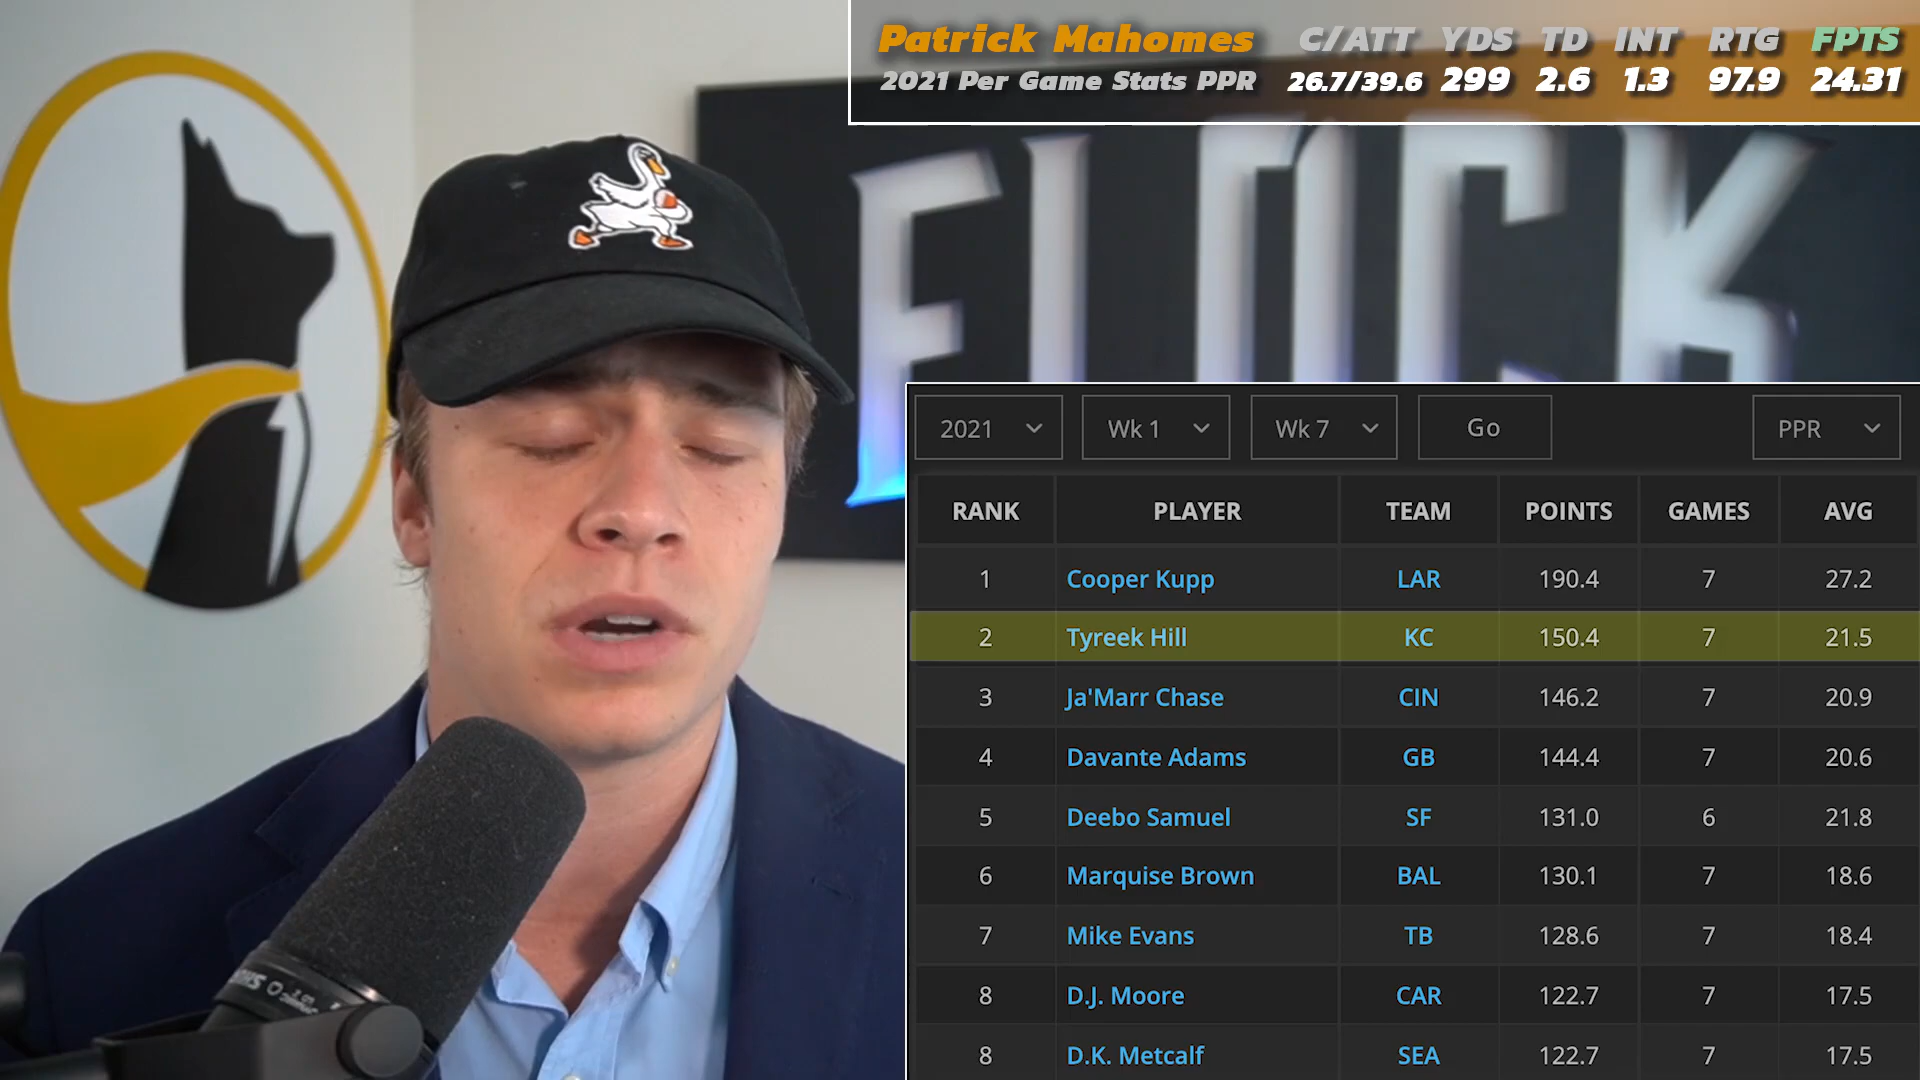 Patrick Mahomes C/ATT YDS TD INT RTG FPTS
2021 Per Game Stats PPR 26.7/39.6 299 2.6 1.3 97.9 24.31
FLOCK
2021 Wk 1 Wk 7 Go PPR
RANK PLAYER TEAM POINTS GAMES AVG
1 Cooper Kupp LAR 190.4 7 27.2
2 Tyreek Hill KC 150.4 7 21.5
3 Ja'Marr Chase CIN 146.2 7 20.9
4 Davante Adams GB 144.4 7 20.6
5 Deebo Samuel SF 131.0 6 21.8
6 Marquise Brown BAL 130.1 7 18.6
7 Mike Evans TB 128.6 7 18.4
8 D.J. Moore CAR 122.7 7 17.5
8 D.K. Metcalf SEA 122.7 7 17.5